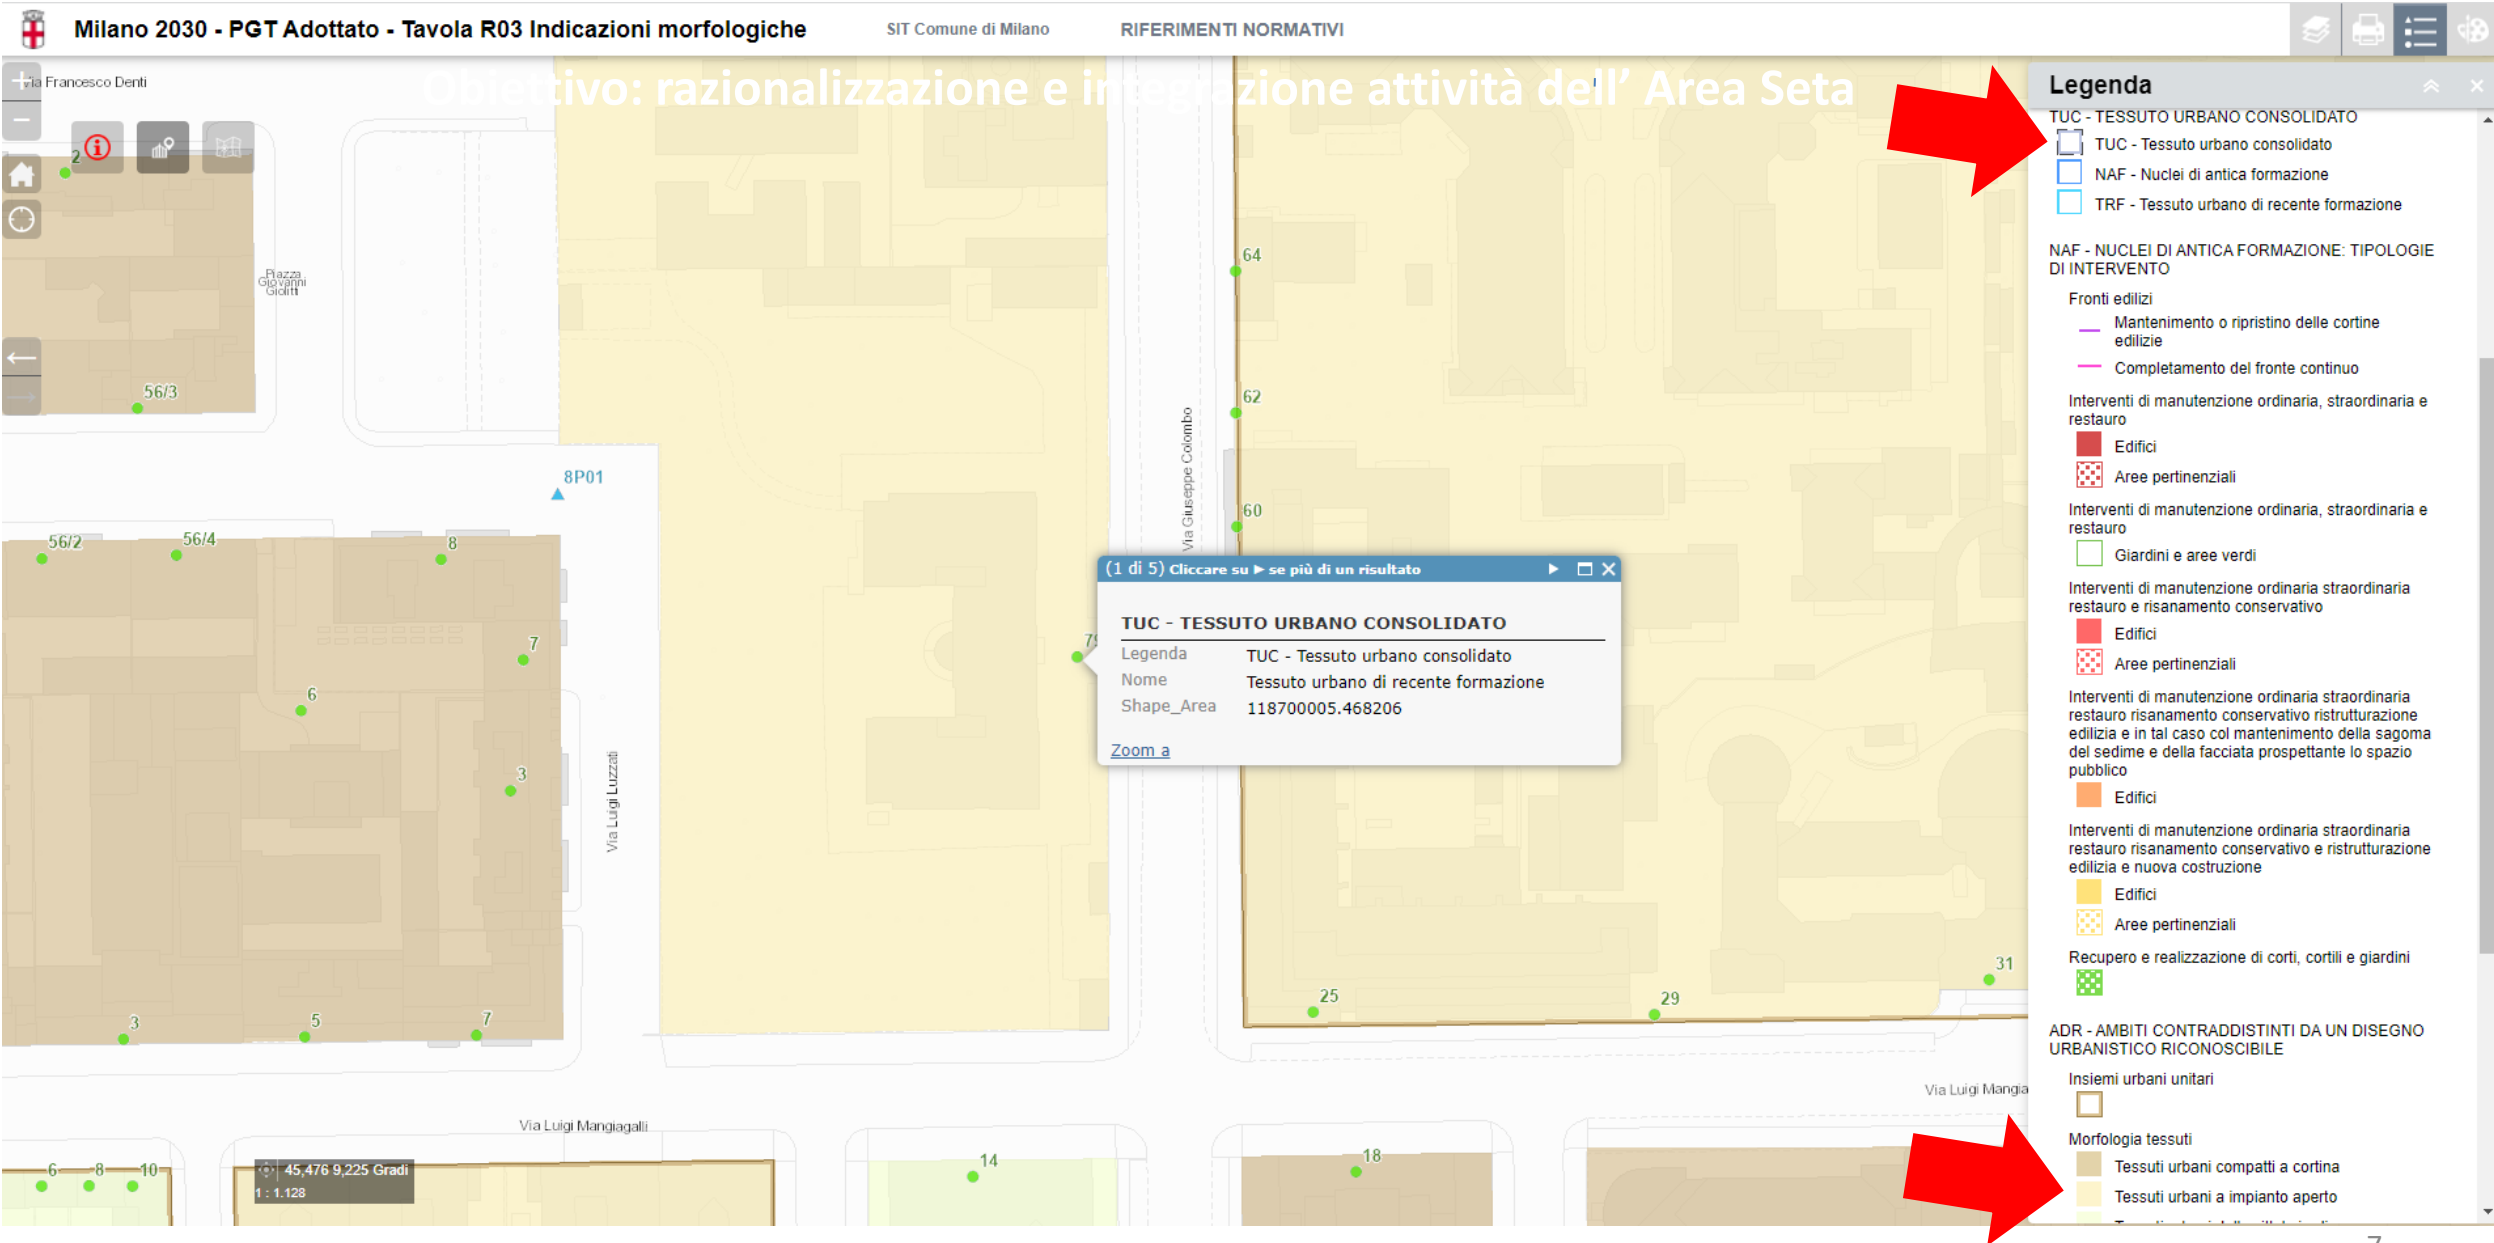 Milano 2030 - PGT Adottato - Tavola R03 Indicazioni morfologiche
SIT Comune di Milano
RIFERIMENTI NORMATIVI
Obiettivo: razionalizzazione e integrazione attività dell' Area Seta
Via Francesco Denti
2
Piazza
Giovanni
Giolitti
56/3
8P01
56/2
56/4
8
7
6
3
3
5
7
Via Luigi Luzzati
Via Giuseppe Colombo
64
62
60
(1 di 5) Cliccare su ► se più di un risultato
TUC - TESSUTO URBANO CONSOLIDATO
Legenda TUC - Tessuto urbano consolidato
Nome Tessuto urbano di recente formazione
Shape_Area 118700005.468206
Zoom a
25
29
31
Via Luigi Mangiagalli
Via Luigi Mangia
6
8
10
14
18
45,476 9,225 Gradi
1 : 1.128
Legenda
TUC - TESSUTO URBANO CONSOLIDATO
TUC - Tessuto urbano consolidato
NAF - Nuclei di antica formazione
TRF - Tessuto urbano di recente formazione
NAF - NUCLEI DI ANTICA FORMAZIONE: TIPOLOGIE
DI INTERVENTO
Fronti edilizi
Mantenimento o ripristino delle cortine
edilizie
Completamento del fronte continuo
Interventi di manutenzione ordinaria, straordinaria e
restauro
Edifici
Aree pertinenziali
Interventi di manutenzione ordinaria, straordinaria e
restauro
Giardini e aree verdi
Interventi di manutenzione ordinaria straordinaria
restauro e risanamento conservativo
Edifici
Aree pertinenziali
Interventi di manutenzione ordinaria straordinaria
restauro risanamento conservativo ristrutturazione
edilizia e in tal caso col mantenimento della sagoma
del sedime e della facciata prospettante lo spazio
pubblico
Edifici
Interventi di manutenzione ordinaria straordinaria
restauro risanamento conservativo e ristrutturazione
edilizia e nuova costruzione
Edifici
Aree pertinenziali
Recupero e realizzazione di corti, cortili e giardini
ADR - AMBITI CONTRADDISTINTI DA UN DISEGNO
URBANISTICO RICONOSCIBILE
Insiemi urbani unitari
Morfologia tessuti
Tessuti urbani compatti a cortina
Tessuti urbani a impianto aperto